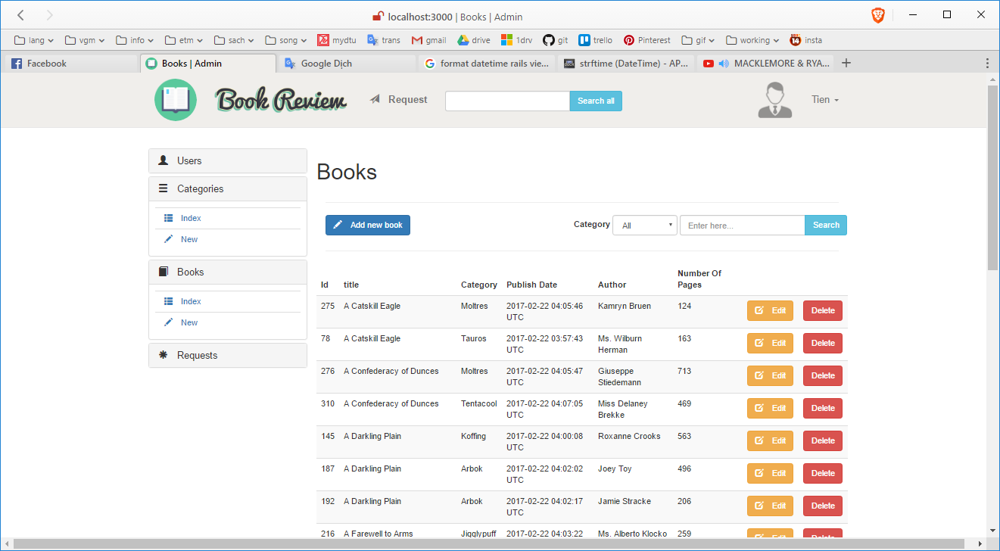 localhost:3000 | Books | Admin
lang vgm info etm sach song mydtu trans gmail drive 1drv git trello Pinterest gif working insta
Facebook Books | Admin Google Dịch format datetime rails vie... strftime (DateTime) - AP... MACKLEMORE & RYA...
Book Review Request Search all Tien
Users
Categories
Index
New
Books
Index
New
Requests
Books
Add new book Category All Enter here... Search
Id title Category Publish Date Author Number Of Pages
275 A Catskill Eagle Moltres 2017-02-22 04:05:46 UTC Kamryn Bruen 124 Edit Delete
78 A Catskill Eagle Tauros 2017-02-22 03:57:43 UTC Ms. Wilburn Herman 163 Edit Delete
276 A Confederacy of Dunces Moltres 2017-02-22 04:05:47 UTC Giuseppe Stiedemann 713 Edit Delete
310 A Confederacy of Dunces Tentacool 2017-02-22 04:07:05 UTC Miss Delaney Brekke 469 Edit Delete
145 A Darkling Plain Koffing 2017-02-22 04:00:08 UTC Roxanne Crooks 563 Edit Delete
187 A Darkling Plain Arbok 2017-02-22 04:02:02 UTC Joey Toy 496 Edit Delete
192 A Darkling Plain Arbok 2017-02-22 04:02:17 UTC Jamie Stracke 206 Edit Delete
216 A Farewell to Arms Jigglypuff 2017-02-22 04:03:22 Ms. Alberto Klocko 259 Edit Delete